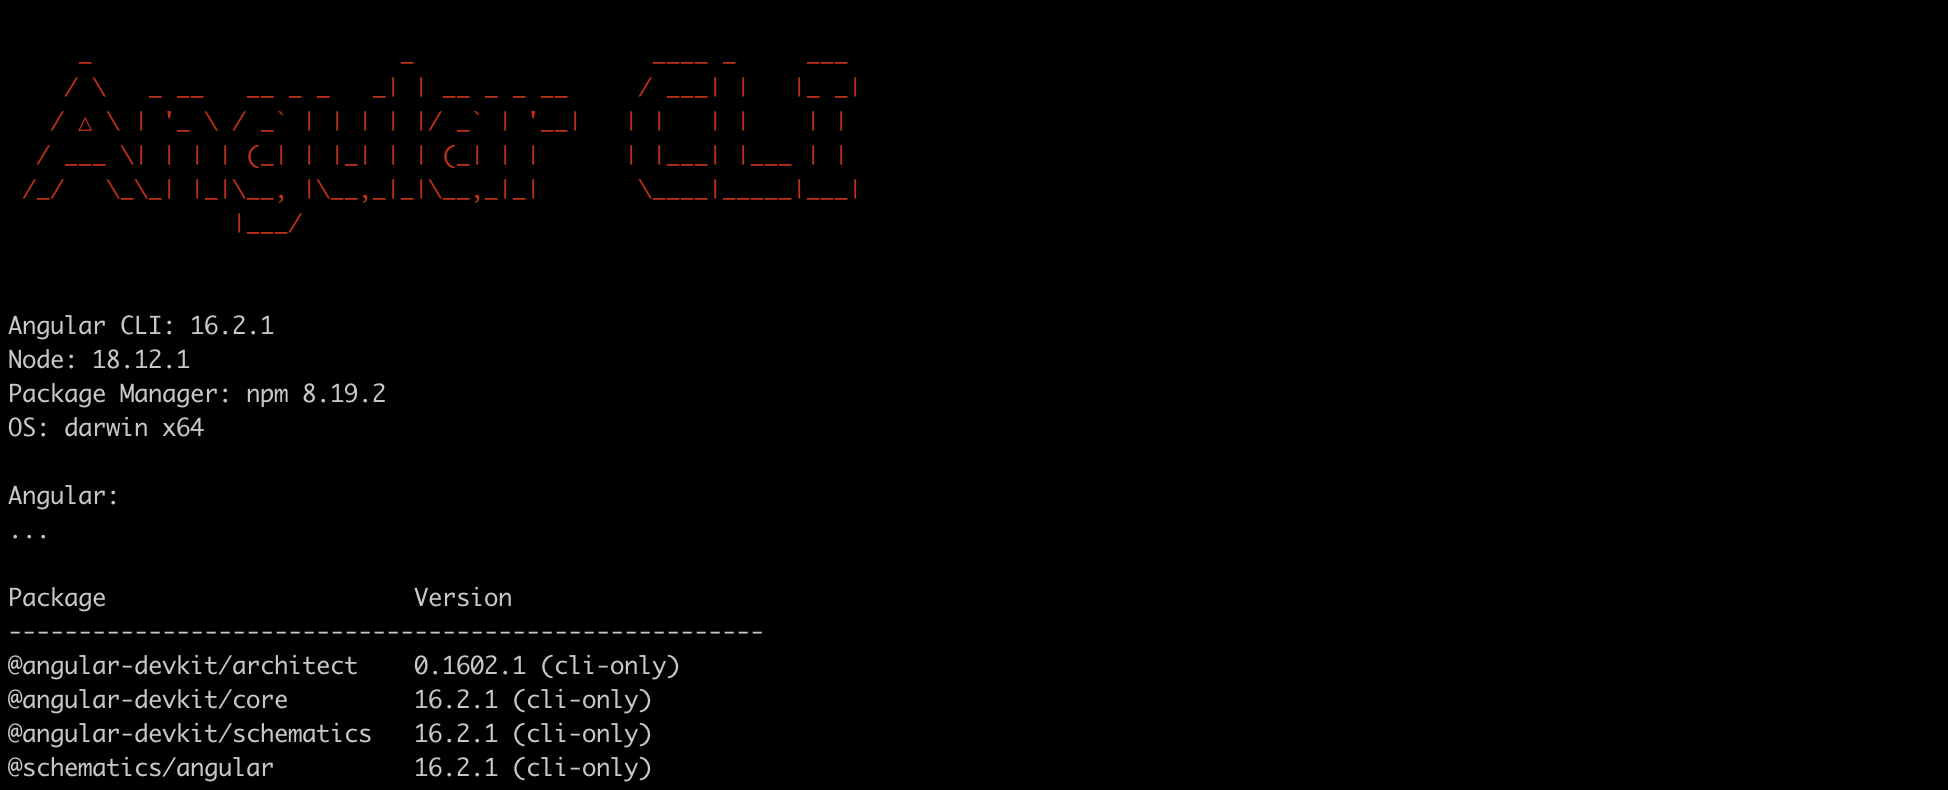 Angular CLI
Angular CLI: 16.2.1
Node: 18.12.1
Package Manager: npm 8.19.2
OS: darwin x64
Angular:
...
Package Version
------------------------------------------------------
@angular-devkit/architect 0.1602.1 (cli-only)
@angular-devkit/core 16.2.1 (cli-only)
@angular-devkit/schematics 16.2.1 (cli-only)
@schematics/angular 16.2.1 (cli-only)